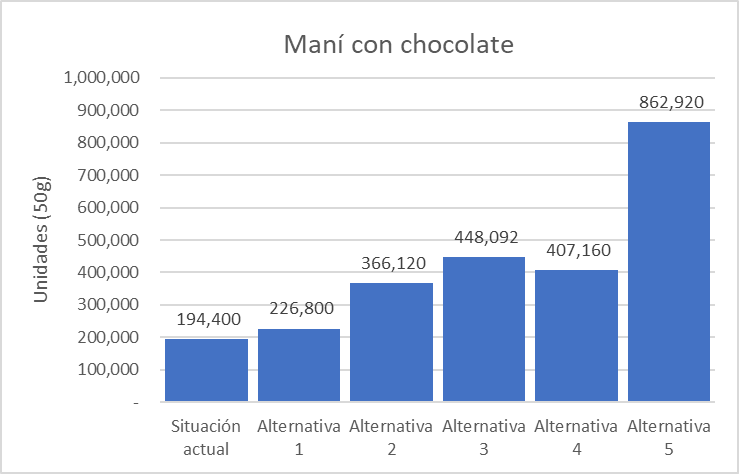 Maní con chocolate
Unidades (50g)
1,000,000
900,000
800,000
700,000
600,000
500,000
400,000
300,000
200,000
100,000
-
194,400
226,800
366,120
448,092
407,160
862,920
Situación
actual
Alternativa
1
Alternativa
2
Alternativa
3
Alternativa
4
Alternativa
5